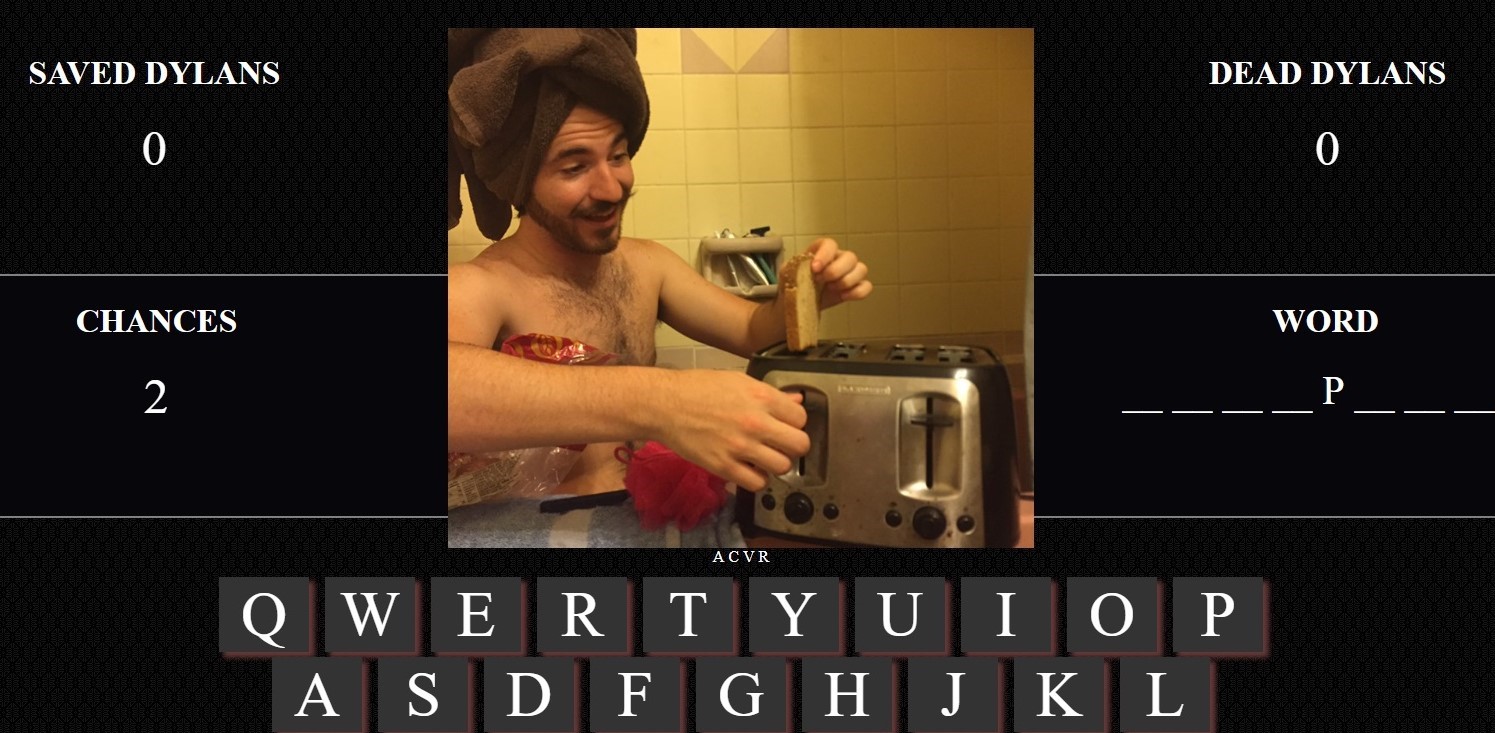 SAVED DYLANS
0
DEAD DYLANS
0
CHANCES
2
WORD
__ __ __ __ P __ __ __
A C V R
Q W E R T Y U I O P
A S D F G H J K L